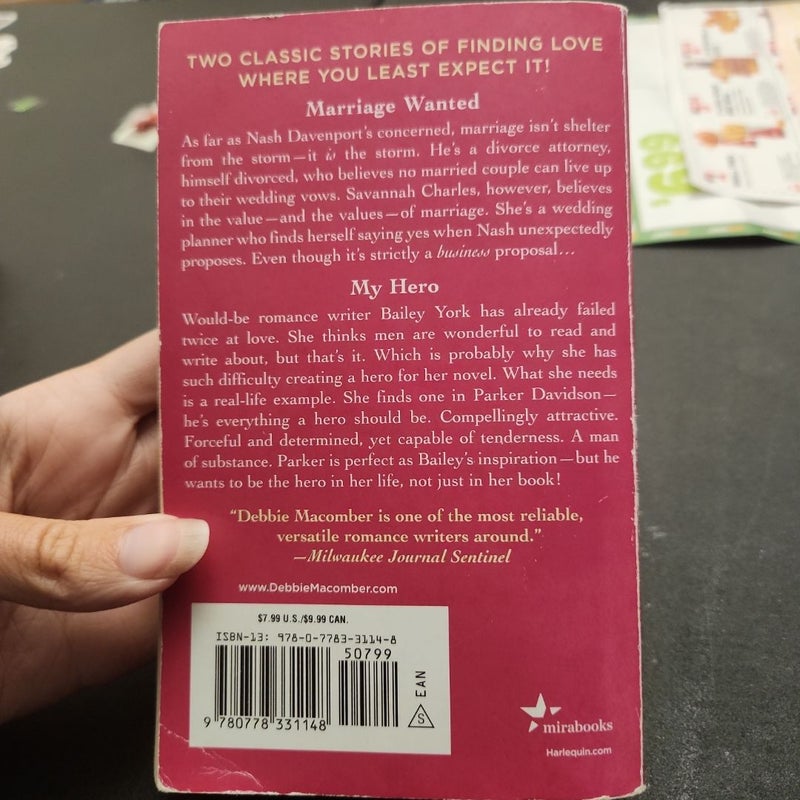 TWO CLASSIC STORIES OF FINDING LOVE
WHERE YOU LEAST EXPECT IT!
Marriage Wanted
As far as Nash Davenport's concerned, marriage isn't shelter
from the storm—it is the storm. He's a divorce attorney,
himself divorced, who believes no married couple can live up
to their wedding vows. Savannah Charles, however, believes
in the value—and the values—of marriage. She's a wedding
planner who finds herself saying yes when Nash unexpectedly
proposes. Even though it's strictly a business proposal...
My Hero
Would-be romance writer Bailey York has already failed
twice at love. She thinks men are wonderful to read and
write about, but that's it. Which is probably why she has
such difficulty creating a hero for her novel. What she needs
is a real-life example. She finds one in Parker Davidson—
he's everything a hero should be. Compellingly attractive.
Forceful and determined, yet capable of tenderness. A man
of substance. Parker is perfect as Bailey's inspiration—but he
wants to be the hero in her life, not just in her book!
"Debbie Macomber is one of the most reliable,
versatile romance writers around."
—Milwaukee Journal Sentinel
www.DebbieMacomber.com
$7.99 U.S./$9.99 CAN.
ISBN-13: 978-0-7783-3114-8
50799
EAN
S
9 780778 331148
mirabooks
Harlequin.com